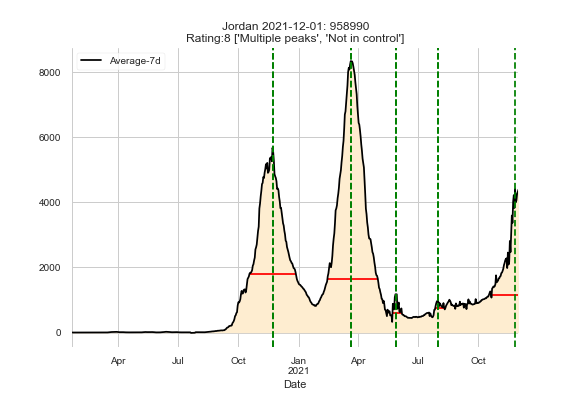 Jordan 2021-12-01: 958990
Rating:8 ['Multiple peaks', 'Not in control']
Average-7d
8000
6000
4000
2000
0
Apr Jul Oct Jan Apr Jul Oct
2021
Date